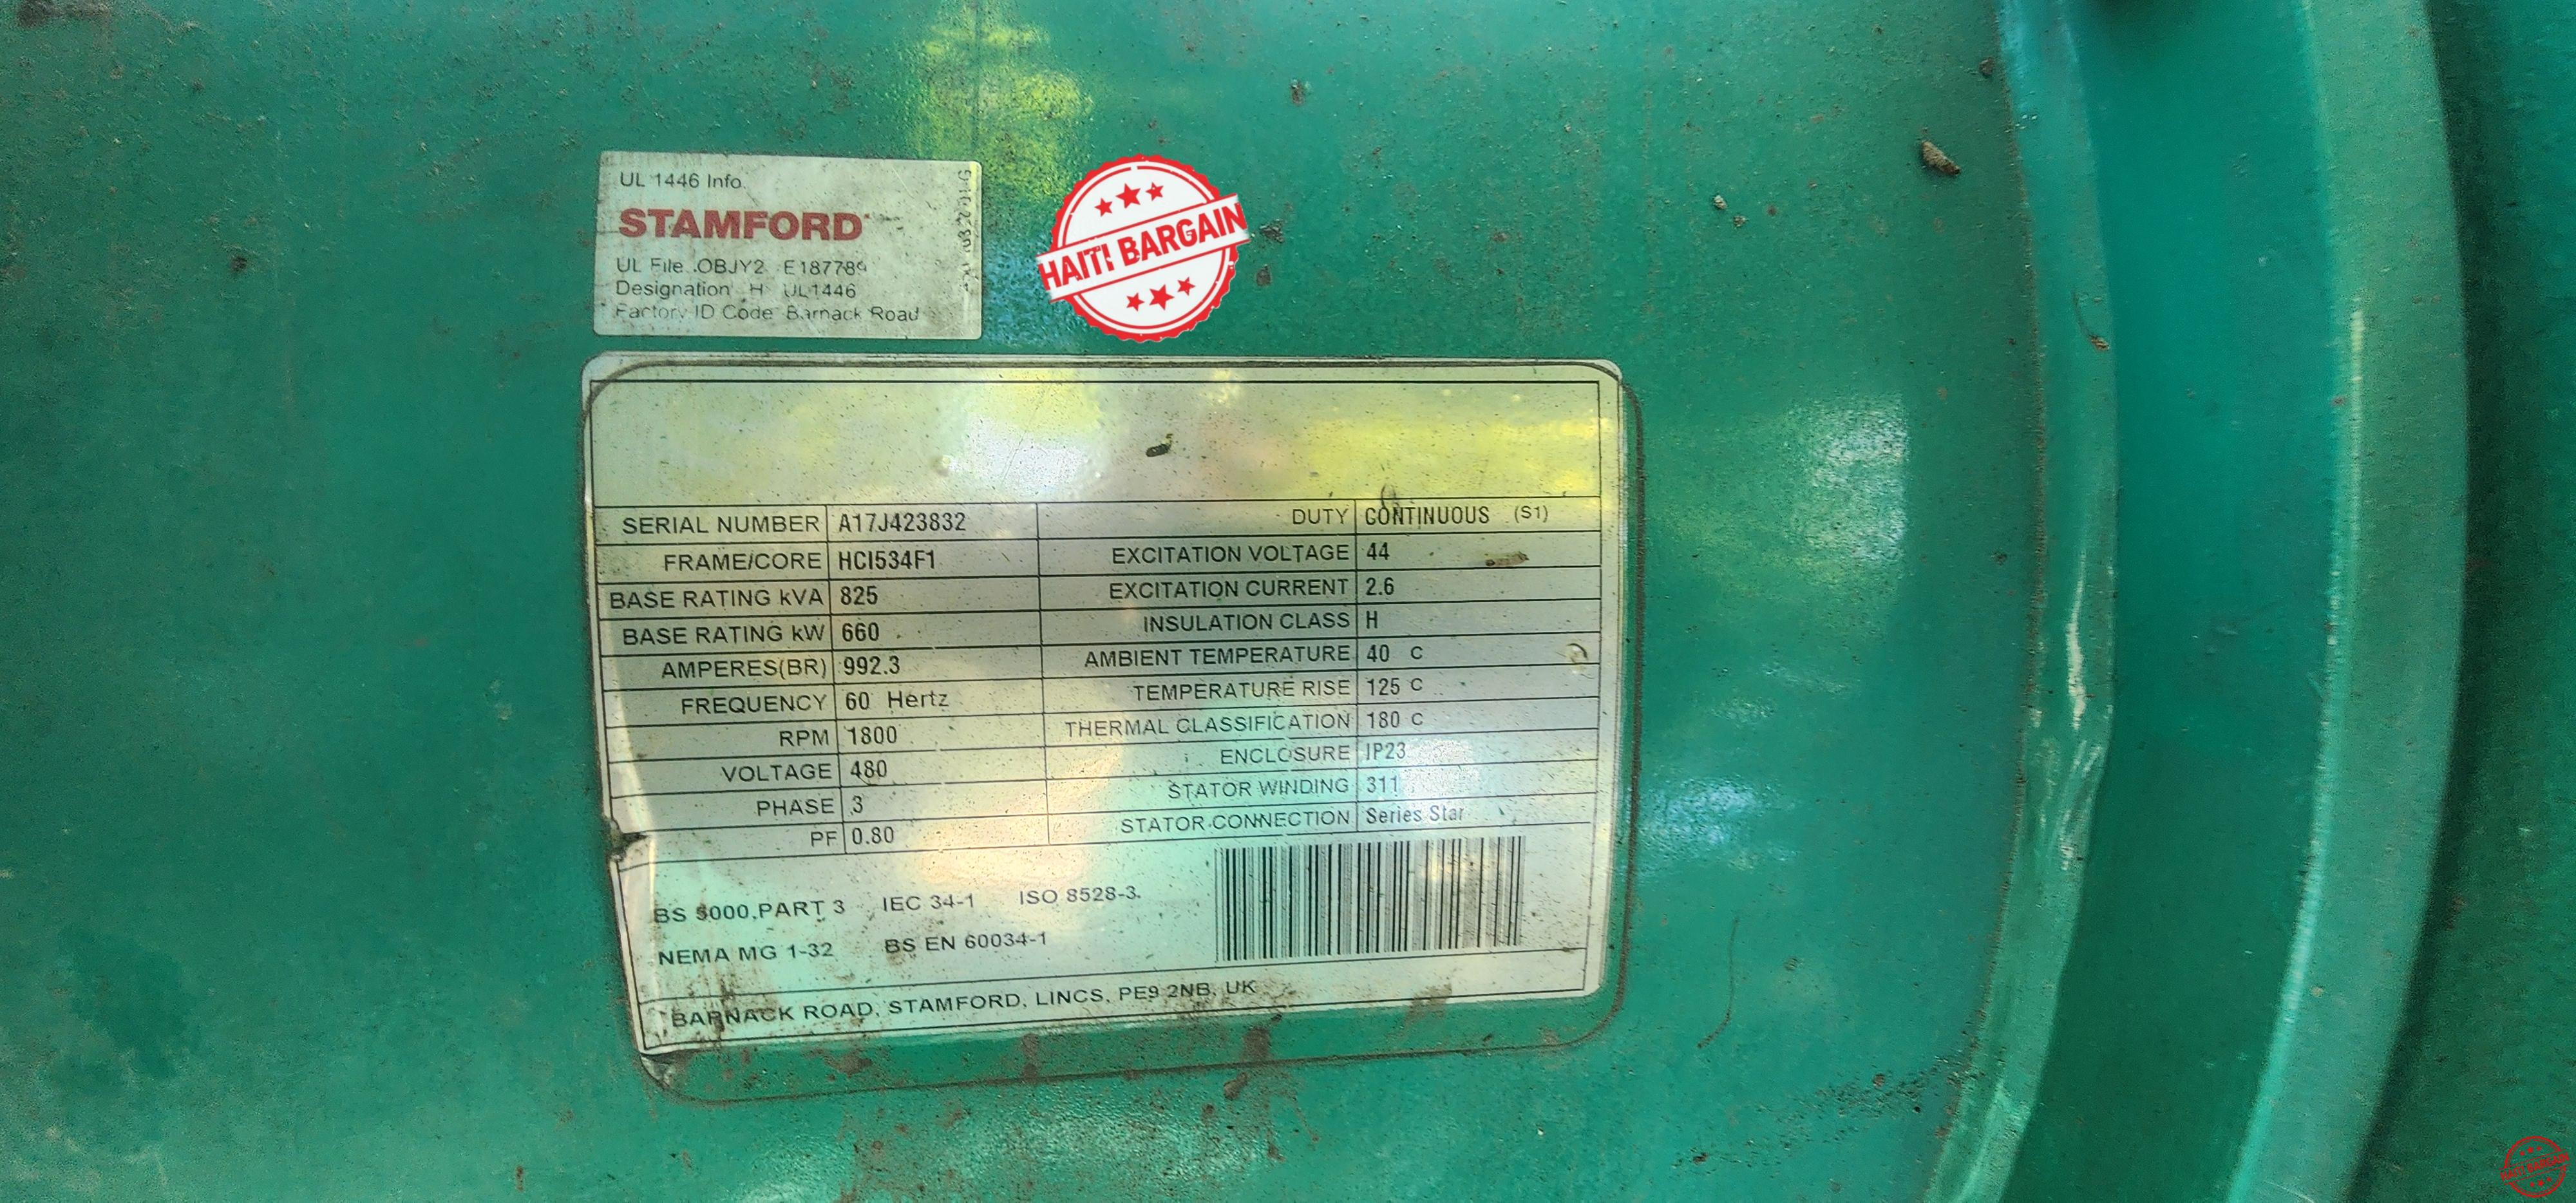 UL 1446 Info.
STAMFORD
UL File OBJY2 E187789
Designation H UL1446
Factory ID Code Barnack Road
HAITI BARGAIN
SERIAL NUMBER A17J423832 DUTY CONTINUOUS (S1)
FRAME/CORE HCI534F1 EXCITATION VOLTAGE 44
BASE RATING kVA 825 EXCITATION CURRENT 2.6
BASE RATING kW 660 INSULATION CLASS H
AMPERES(BR) 992.3 AMBIENT TEMPERATURE 40 C
FREQUENCY 60 Hertz TEMPERATURE RISE 125 C
RPM 1800 THERMAL CLASSIFICATION 180 C
VOLTAGE 480 ENCLOSURE IP23
PHASE 3 STATOR WINDING 311
PF 0.80 STATOR CONNECTION Series Star
BS 5000,PART 3 IEC 34-1 ISO 8528-3.
NEMA MG 1-32 BS EN 60034-1
BARNACK ROAD, STAMFORD, LINCS, PE9 2NB, UK
HAITI BARGAIN